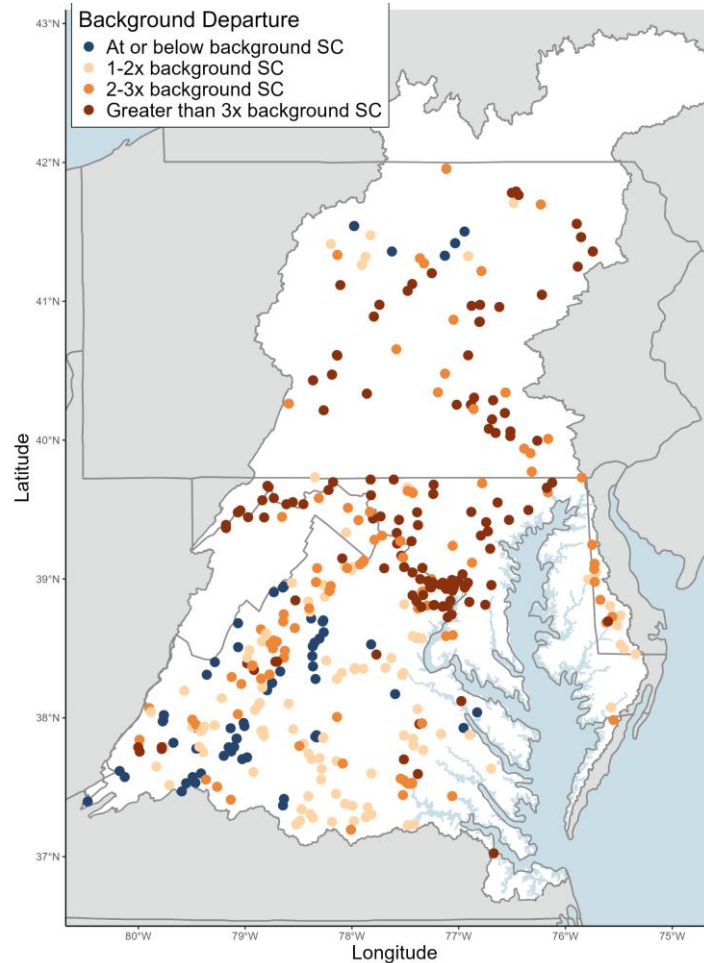 Background Departure
At or below background SC
1-2x background SC
2-3x background SC
Greater than 3x background SC
43°N
42°N
41°N
40°N
39°N
38°N
37°N
Latitude
80°W 79°W 78°W 77°W 76°W 75°W
Longitude